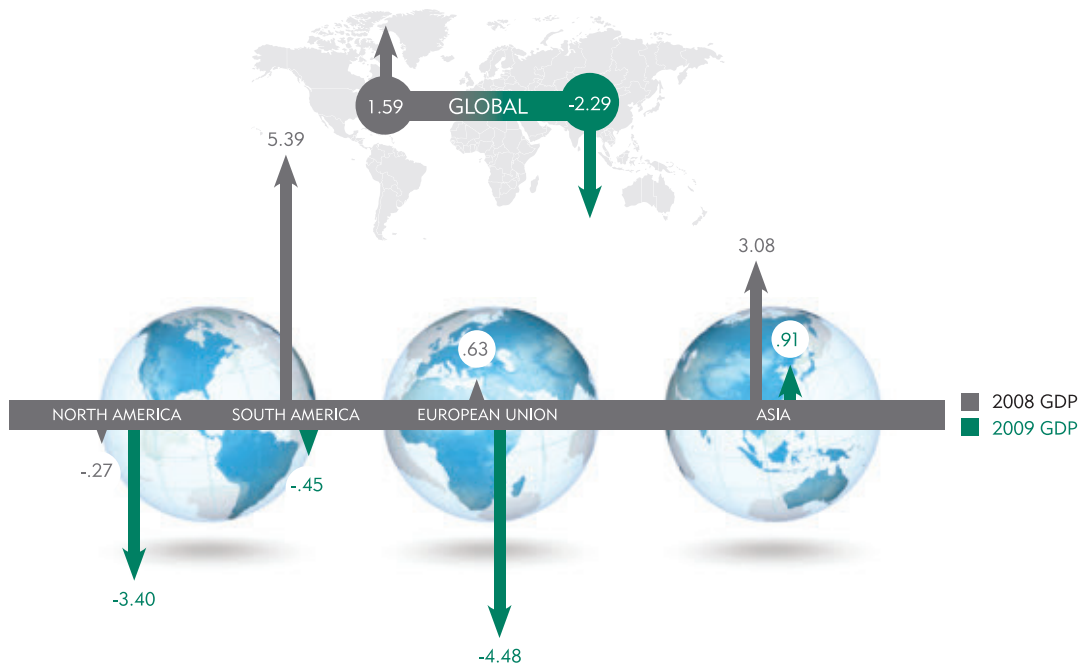 1.59 GLOBAL -2.29
5.39
3.08
.63
.91
NORTH AMERICA SOUTH AMERICA EUROPEAN UNION ASIA
2008 GDP
2009 GDP
-.27
-.45
-3.40
-4.48